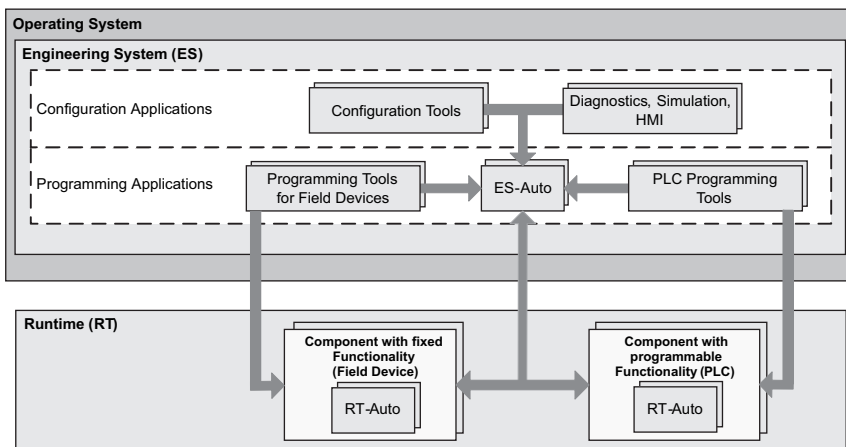 Operating System
Engineering System (ES)
Configuration Applications
Configuration Tools
Diagnostics, Simulation,
HMI
Programming Applications
Programming Tools
for Field Devices
ES-Auto
PLC Programming
Tools
Runtime (RT)
Component with fixed
Functionality
(Field Device)
RT-Auto
Component with
programmable
Functionality (PLC)
RT-Auto